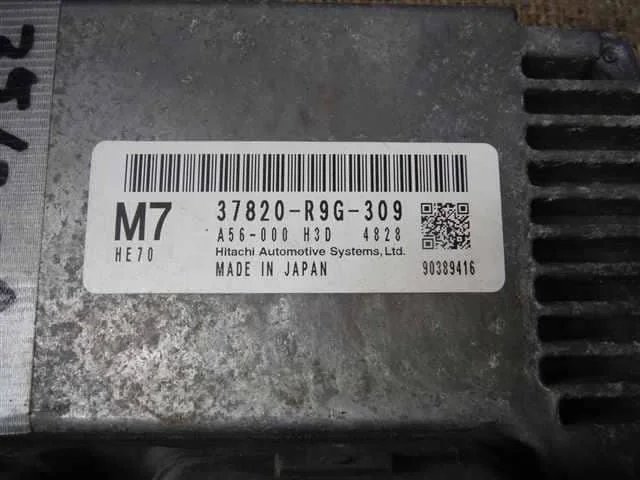 M7 37820-R9G-309
HE70 A56-000 H3D 4828
Hitachi Automotive Systems, Ltd.
MADE IN JAPAN 90389416